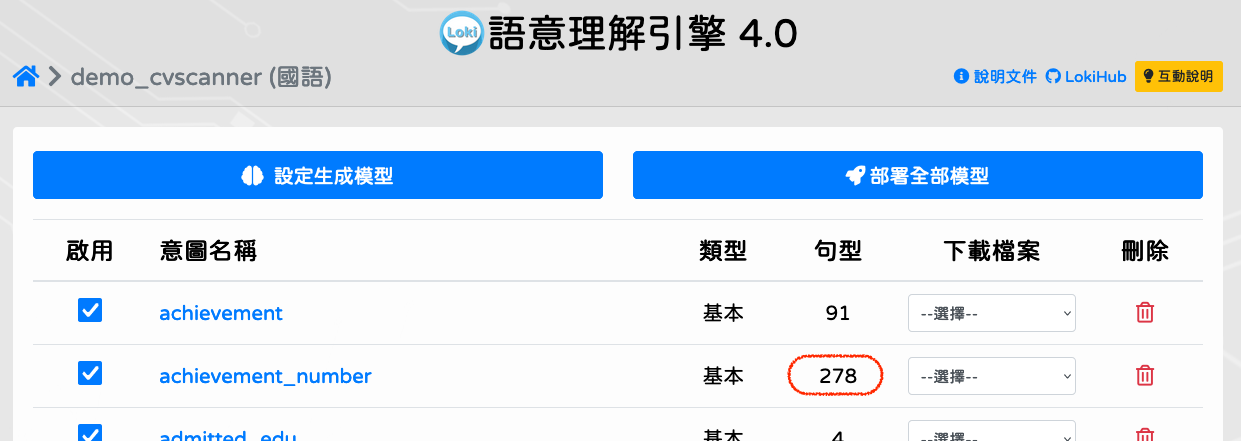 Loki 語意理解引擎 4.0
demo_cvscanner (國語) 說明文件 LokiHub 互動說明
設定生成模型 部署全部模型
啟用 意圖名稱 類型 句型 下載檔案 刪除
achievement 基本 91 --選擇--
achievement_number 基本 278 --選擇--
admitted_edu 基本 4 --選擇--